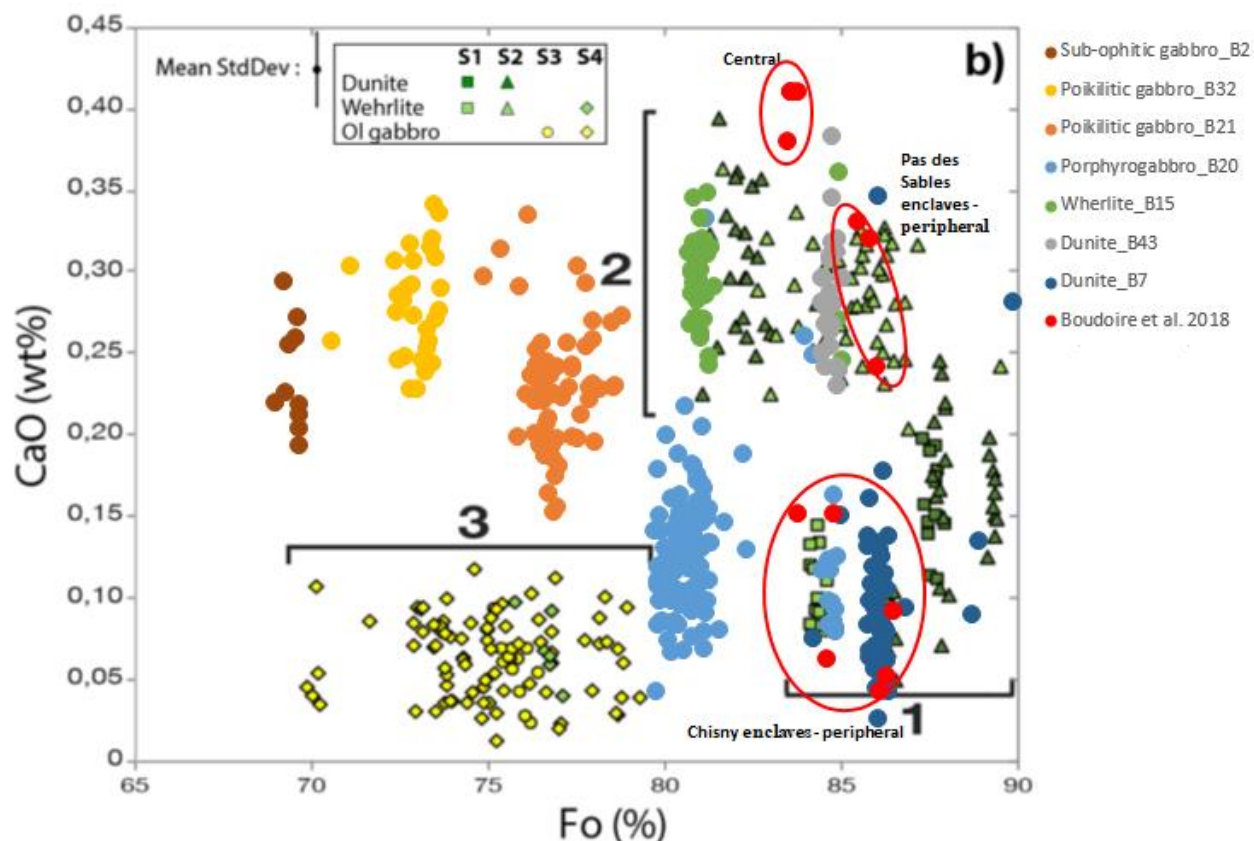 0,45
0,40
0,35
0,30
0,25
0,20
0,15
0,10
0,05
0
CaO (wt%)
65 70 75 80 85 90
Fo (%)
Mean StdDev :
S1 S2 S3 S4
Dunite
Wehrlite
Ol gabbro
b)
Central
Pas des
Sables
enclaves -
peripheral
2
3
1
Chisny enclaves - peripheral
Sub-ophitic gabbro_B2
Poikilitic gabbro_B32
Poikilitic gabbro_B21
Porphyrogabbro_B20
Wherlite_B15
Dunite_B43
Dunite_B7
Boudoire et al. 2018